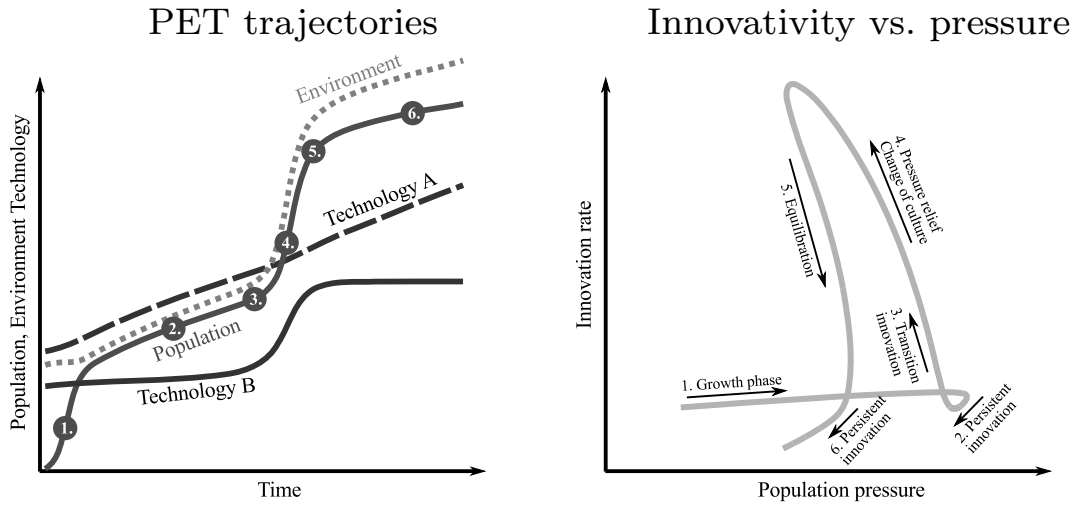 PET trajectories
Population, Environment Technology
Environment
Technology A
Population
Technology B
1.
2.
3.
4.
5.
6.
Time
Innovativity vs. pressure
Innovation rate
1. Growth phase
2. Persistent
innovation
3. Transition
innovation
4. Pressure relief
Change of culture
5. Equilibration
6. Persistent
innovation
Population pressure